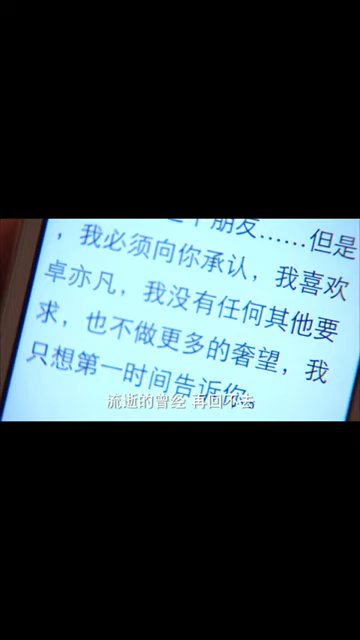 个朋友……但是
，我必须向你承认，我喜欢
卓亦凡，我没有任何其他要
求，也不做更多的奢望，我
只想第一时间告诉你。
流逝的曾经 再回不去